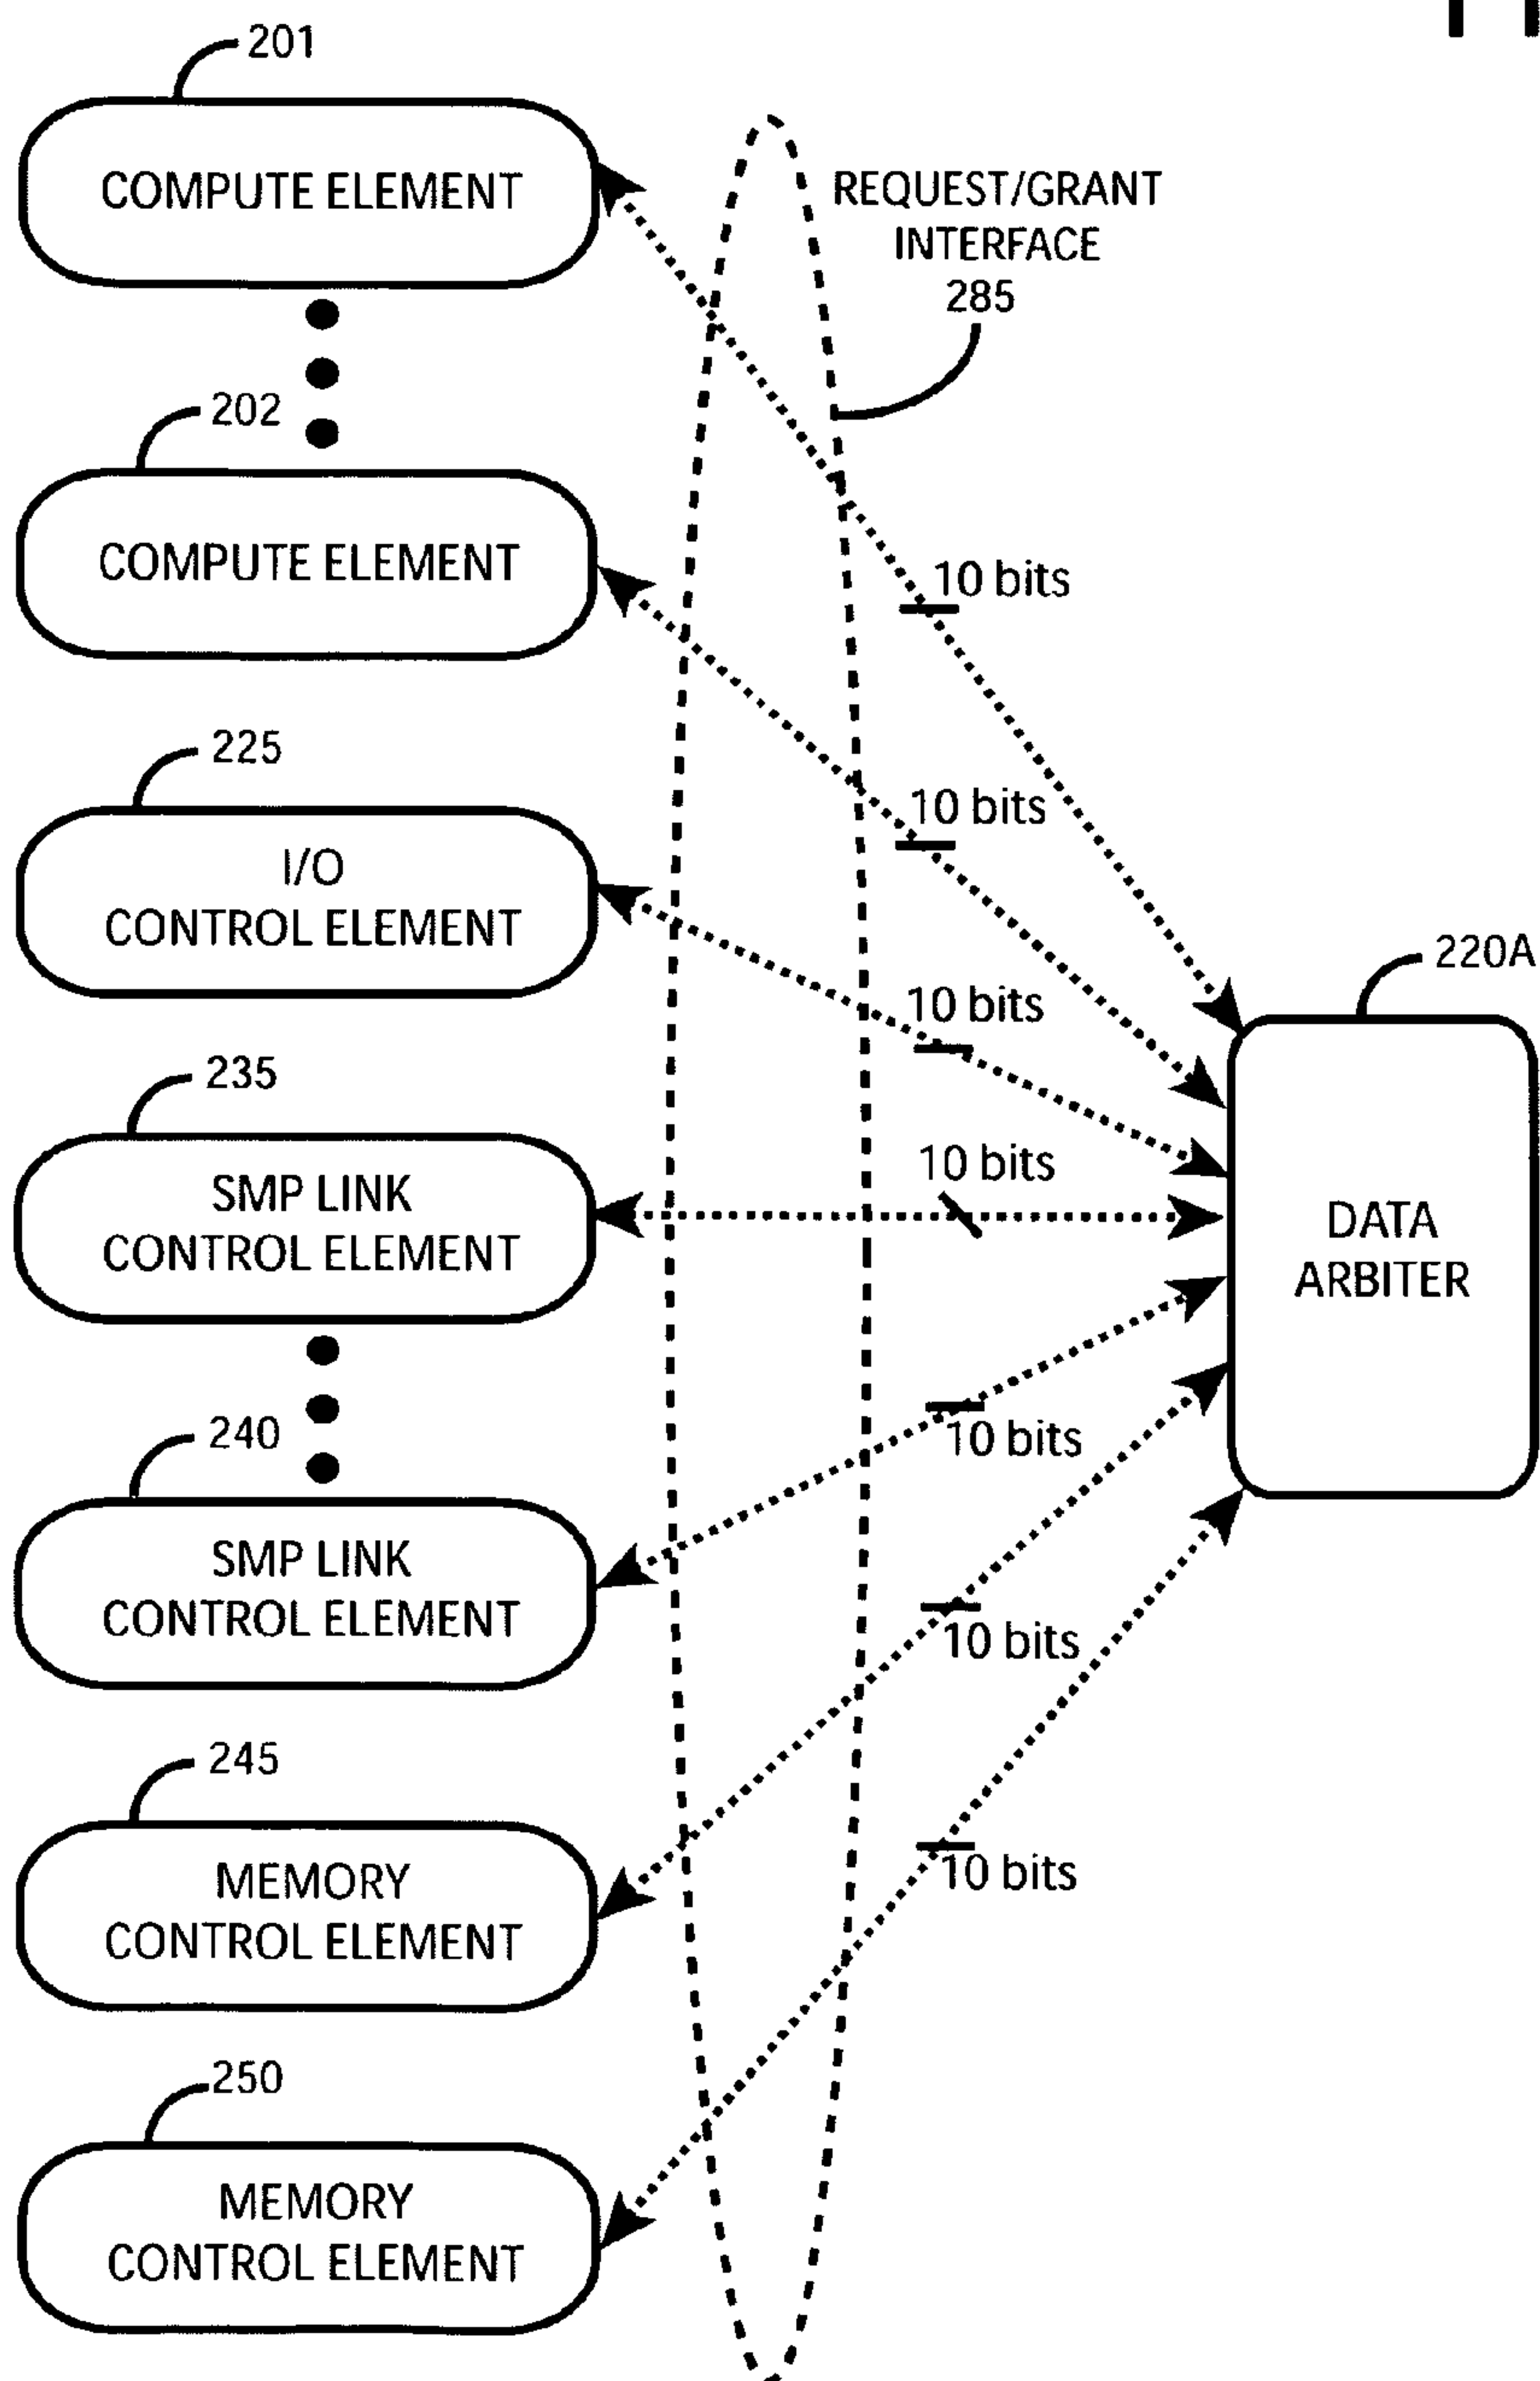 201
COMPUTE ELEMENT
REQUEST/GRANT
INTERFACE
285
202
COMPUTE ELEMENT
10 bits
225
I/O
CONTROL ELEMENT
10 bits
220A
10 bits
235
SMP LINK
CONTROL ELEMENT
10 bits
DATA
ARBITER
240
SMP LINK
CONTROL ELEMENT
10 bits
10 bits
245
MEMORY
CONTROL ELEMENT
10 bits
250
MEMORY
CONTROL ELEMENT